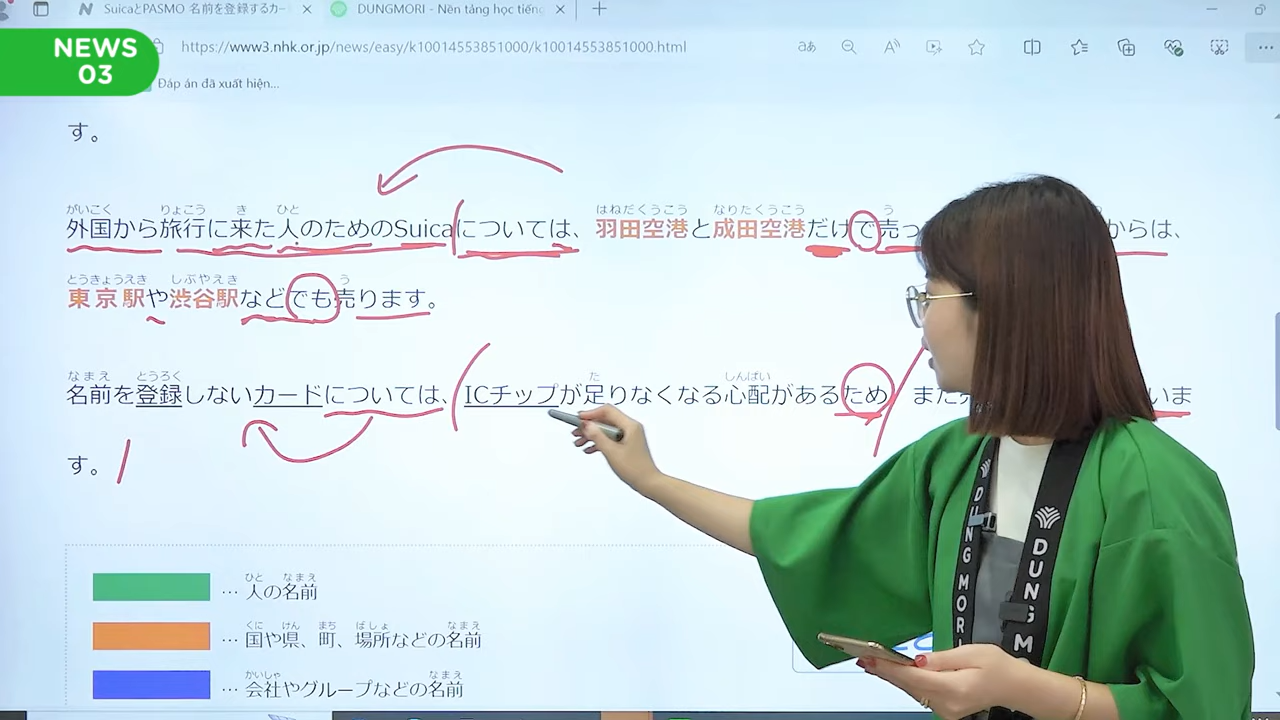 SuicaとPASMO 名前を登録するカー
DUNGMORI - Nền tảng học tiếng
NEWS
03
https://www3.nhk.or.jp/news/easy/k10014553851000/k10014553851000.html
Đáp án đã xuất hiện...
す。
がいこく りょこう き ひと はねだくうこう なりたくうこう う
外国から旅行に来た人のためのSuicaについては、羽田空港と成田空港だけで売っ からは、
とうきょうえき しぶやえき う
東京駅や渋谷駅などでも売ります。
なまえ とうろく た しんぱい
名前を登録しないカードについては、ICチップが足りなくなる心配があるため まだ いま
す。
ひと なまえ
… 人の名前
くに けん まち ばしょ なまえ
… 国や県、町、場所などの名前
かいしゃ なまえ
… 会社やグループなどの名前
DUNG MORI
DUNG M